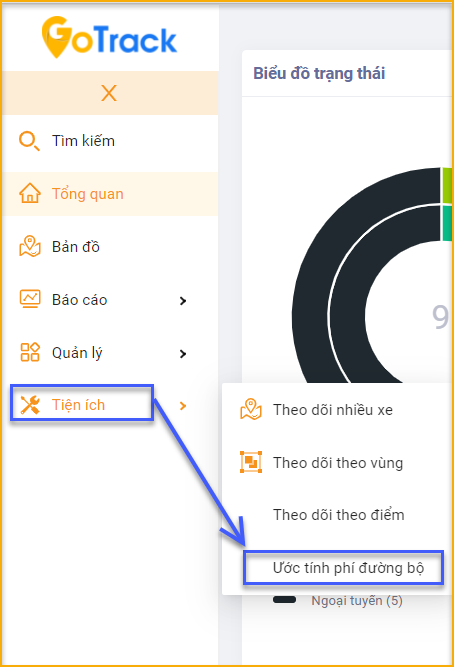 GoTrack
X
Tìm kiếm
Tổng quan
Bản đồ
Báo cáo
Quản lý
Tiện ích
Biểu đồ trạng thái
9
Theo dõi nhiều xe
Theo dõi theo vùng
Theo dõi theo điểm
Ước tính phí đường bộ
Ngoại tuyến (5)